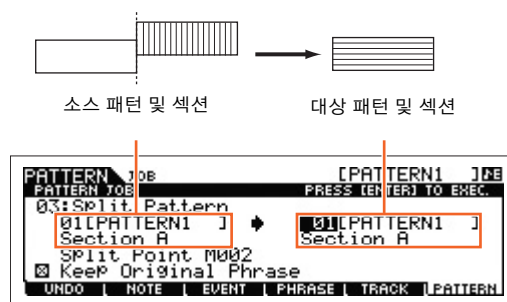 소스 패턴 및 섹션
대상 패턴 및 섹션
PATTERN JOB [PATTERN1 ]
PATTERN JOB PRESS [ENTER] TO EXEC.
03:Split Pattern
01[PATTERN1 ] 01[PATTERN1 ]
Section A Section A
Split Point M002
Keep Original Phrase
UNDO NOTE EVENT PHRASE TRACK PATTERN